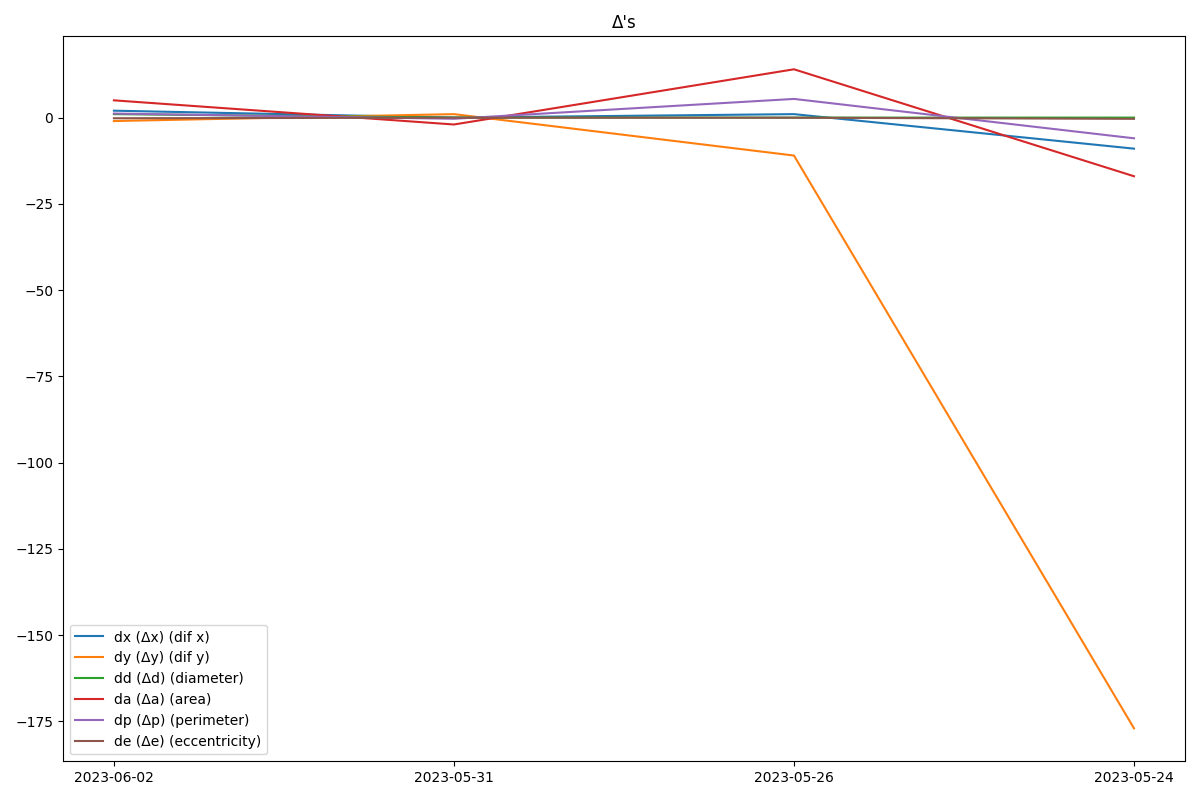 Δ's
0
−25
−50
−75
−100
−125
−150
−175
dx (Δx) (dif x)
dy (Δy) (dif y)
dd (Δd) (diameter)
da (Δa) (area)
dp (Δp) (perimeter)
de (Δe) (eccentricity)
2023-06-02
2023-05-31
2023-05-26
2023-05-24